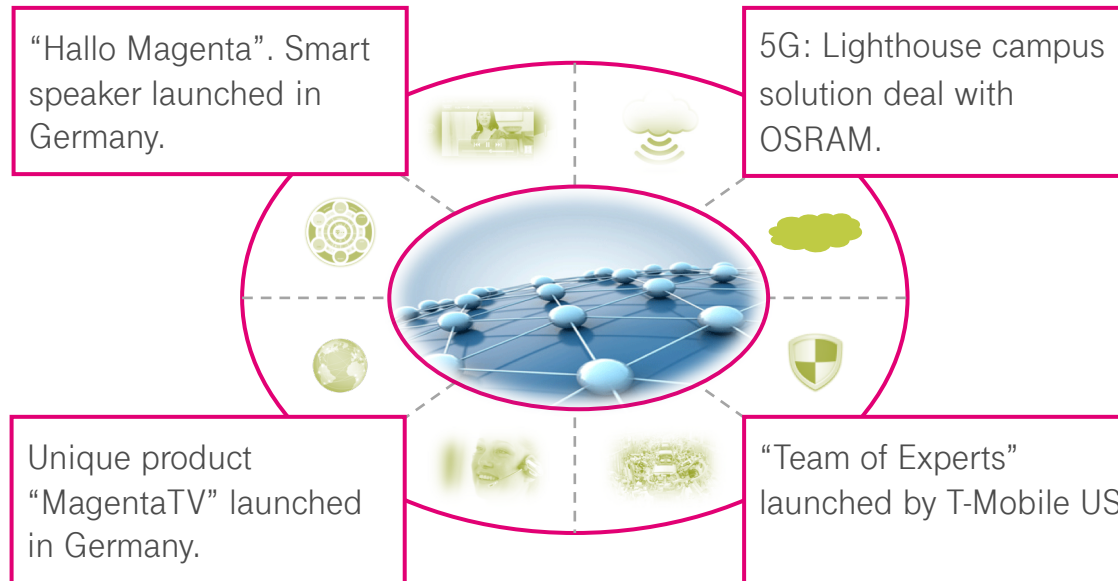 “Hallo Magenta”. Smart
speaker launched in
Germany.
5G: Lighthouse campus
solution deal with
OSRAM.
Unique product
“MagentaTV” launched
in Germany.
“Team of Experts”
launched by T-Mobile US